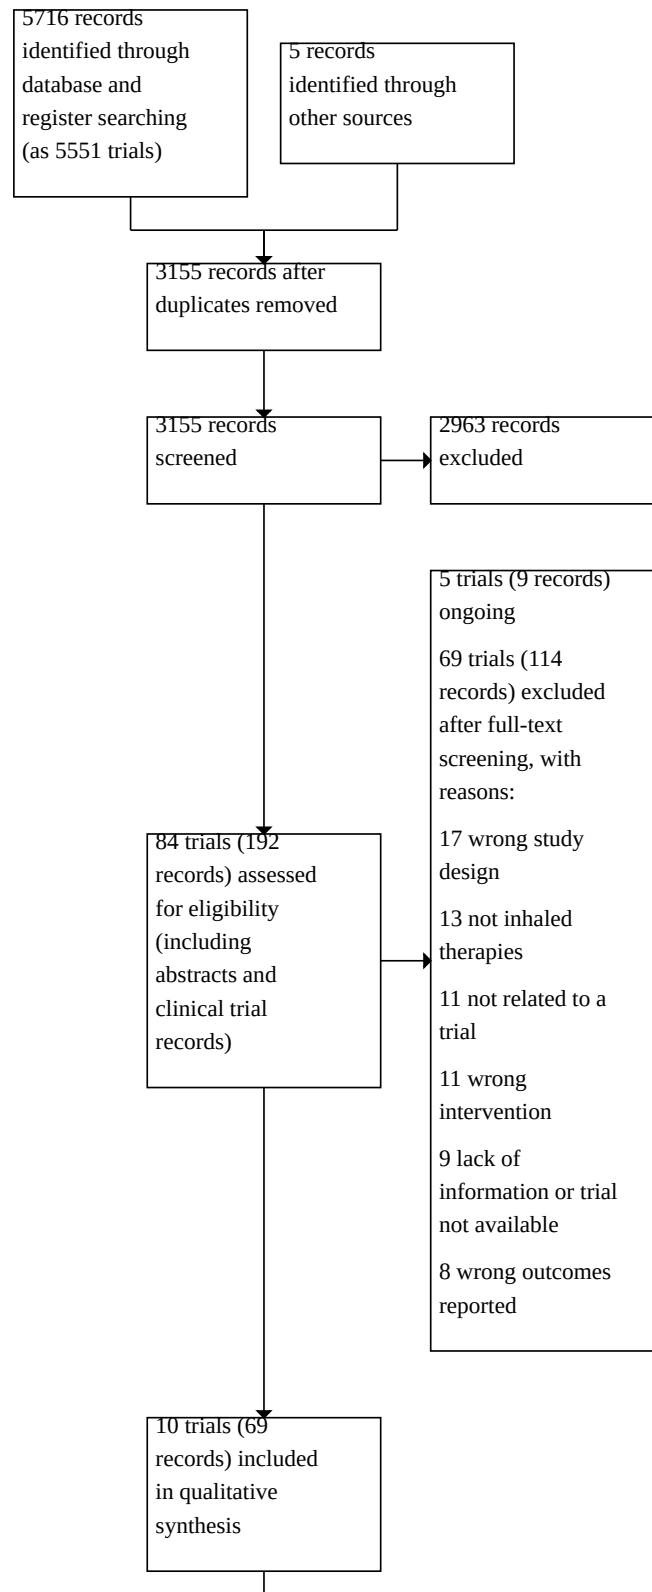 5716 records
identified through
database and
register searching
(as 5551 trials)
5 records
identified through
other sources
3155 records after
duplicates removed
3155 records
screened
2963 records
excluded
5 trials (9 records)
ongoing
69 trials (114
records) excluded
after full-text
screening, with
reasons:
17 wrong study
design
13 not inhaled
therapies
11 not related to a
trial
11 wrong
intervention
9 lack of
information or trial
not available
8 wrong outcomes
reported
84 trials (192
records) assessed
for eligibility
(including
abstracts and
clinical trial
records)
10 trials (69
records) included
in qualitative
synthesis